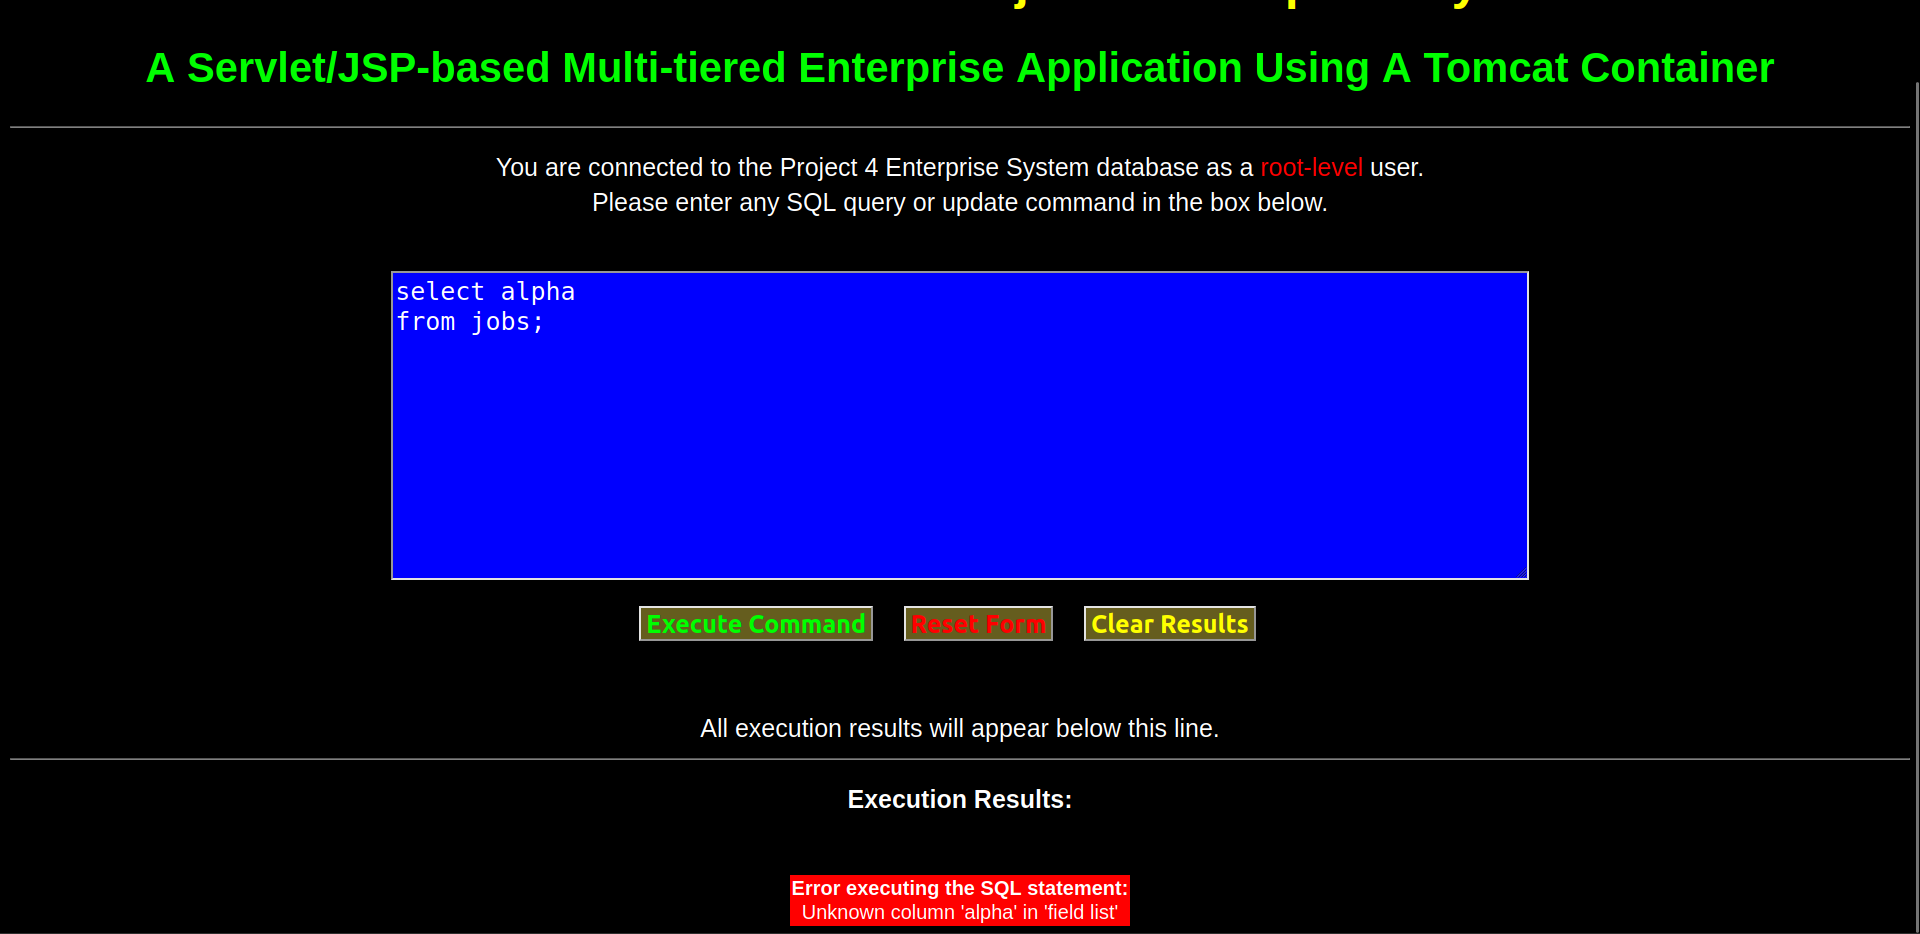 A Servlet/JSP-based Multi-tiered Enterprise Application Using A Tomcat Container
You are connected to the Project 4 Enterprise System database as a root-level user.
Please enter any SQL query or update command in the box below.
select alpha
from jobs;
Execute Command Reset Form Clear Results
All execution results will appear below this line.
Execution Results:
Error executing the SQL statement:
Unknown column 'alpha' in 'field list'